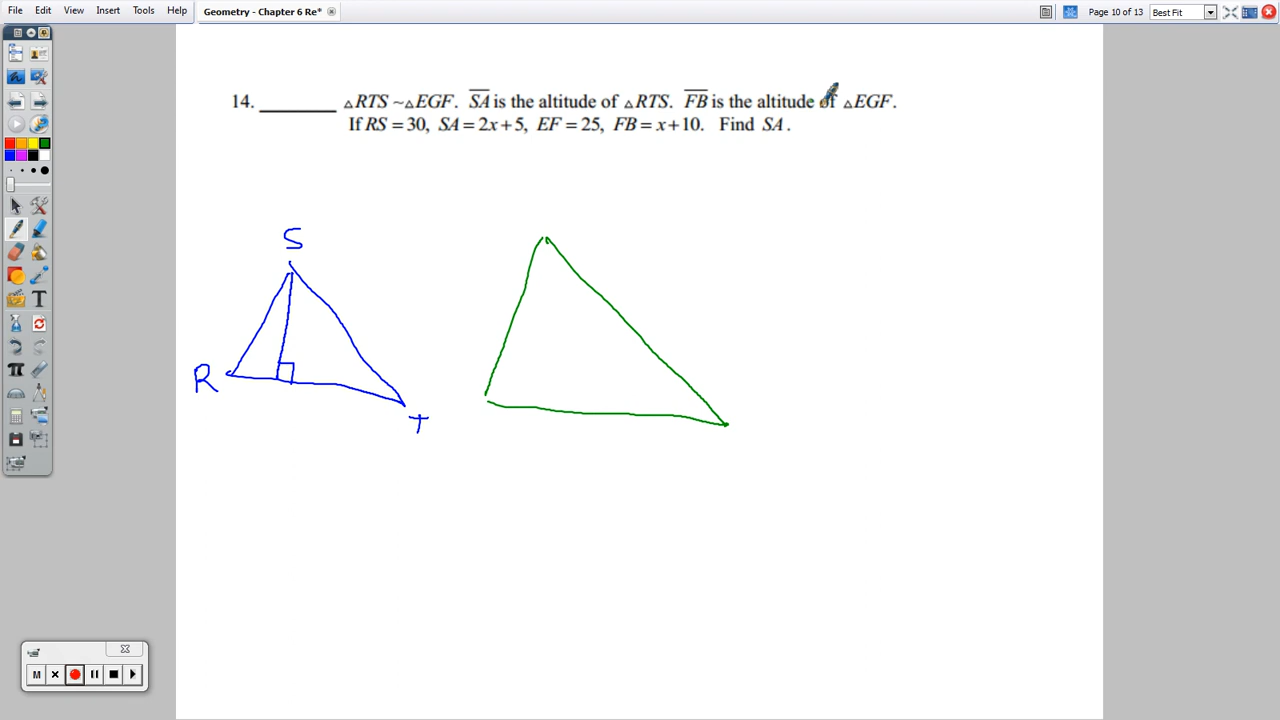 File Edit View Insert Tools Help Geometry - Chapter 6 Re* Page 10 of 13 Best Fit
14. ________ △RTS ~ △EGF. S̅A̅ is the altitude of △RTS. F̅B̅ is the altitude of △EGF.
If RS = 30, SA = 2x + 5, EF = 25, FB = x + 10. Find SA.
S
R
T
M